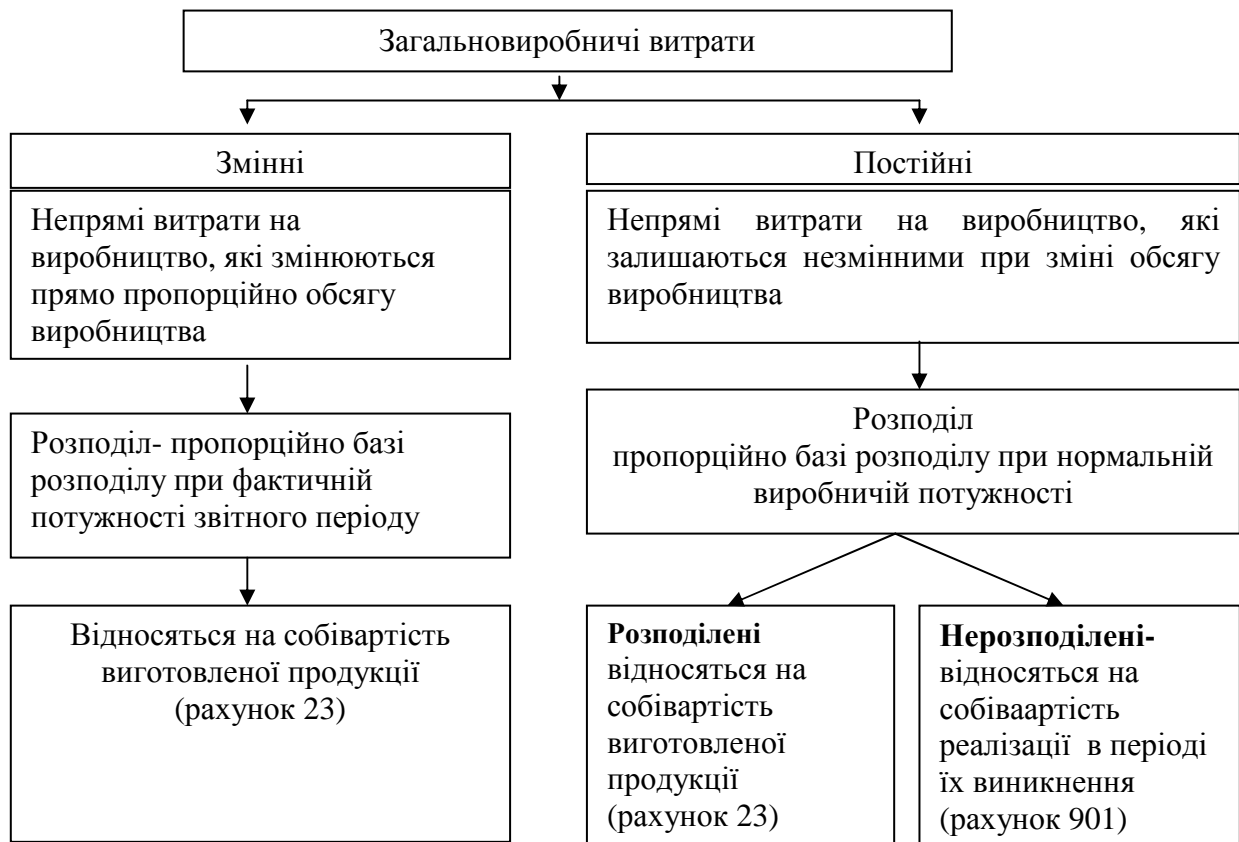 Загальновиробничі витрати
Змінні
Непрямі витрати на
виробництво, які змінюються
прямо пропорційно обсягу
виробництва
Розподіл- пропорційно базі
розподілу при фактичній
потужності звітного періоду
Відносяться на собівартість
виготовленої продукції
(рахунок 23)
Постійні
Непрямі витрати на виробництво, які
залишаються незмінними при зміні обсягу
виробництва
Розподіл
пропорційно базі розподілу при нормальній
виробничій потужності
Розподілені
відносяться на
собівартість
виготовленої
продукції
(рахунок 23)
Нерозподілені-
відносяться на
собіваартість
реалізації в періоді
їх виникнення
(рахунок 901)